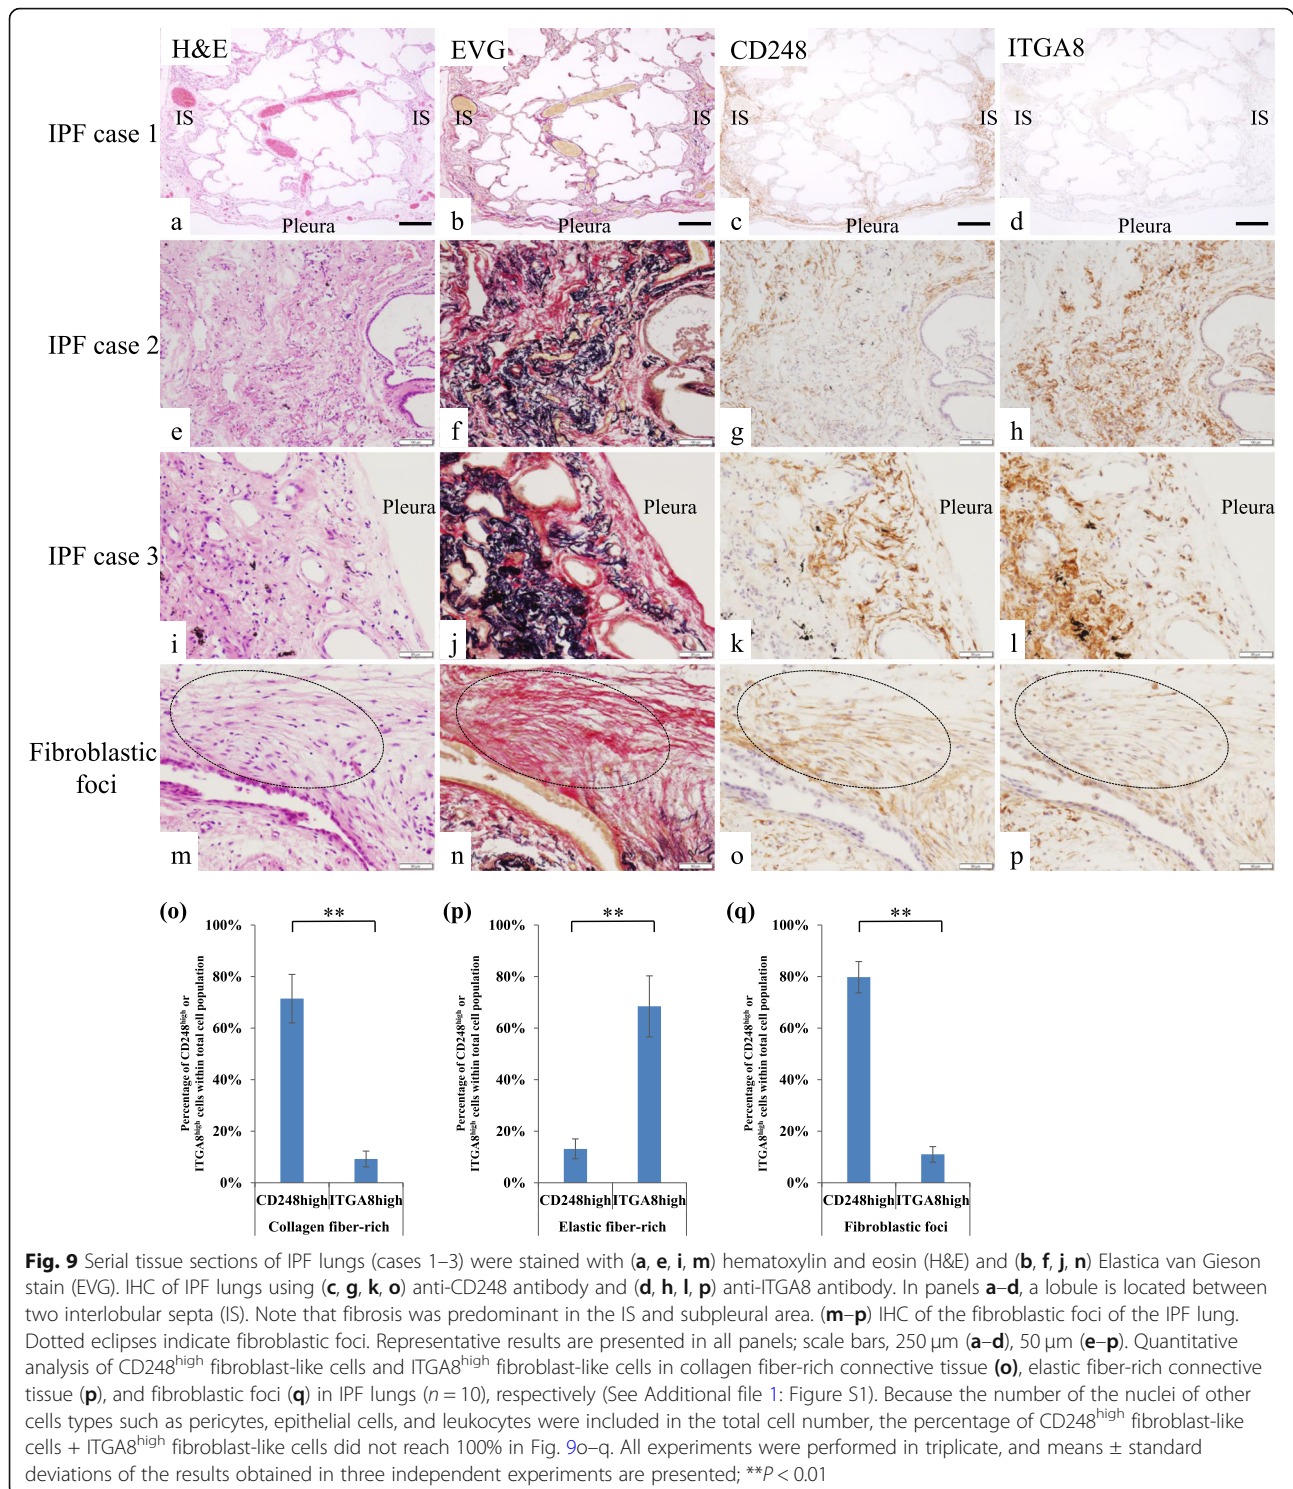 H&E EVG CD248 ITGA8
IPF case 1
IS IS IS IS IS IS IS IS
a Pleura b Pleura c Pleura d Pleura
IPF case 2
e f g h
IPF case 3
Pleura Pleura Pleura Pleura
i j k l
Fibroblastic
foci
m n o p
(o)
**
Percentage of CD248high or
ITGA8high cells within total cell population
100%
80%
60%
40%
20%
0%
CD248high ITGA8high
Collagen fiber-rich
(p)
**
Percentage of CD248high or
ITGA8high cells within total cell population
100%
80%
60%
40%
20%
0%
CD248high ITGA8high
Elastic fiber-rich
(q)
**
Percentage of CD248high or
ITGA8high cells within total cell population
100%
80%
60%
40%
20%
0%
CD248high ITGA8high
Fibroblastic foci
Fig. 9 Serial tissue sections of IPF lungs (cases 1–3) were stained with (a, e, i, m) hematoxylin and eosin (H&E) and (b, f, j, n) Elastica van Gieson
stain (EVG). IHC of IPF lungs using (c, g, k, o) anti-CD248 antibody and (d, h, l, p) anti-ITGA8 antibody. In panels a–d, a lobule is located between
two interlobular septa (IS). Note that fibrosis was predominant in the IS and subpleural area. (m–p) IHC of the fibroblastic foci of the IPF lung.
Dotted eclipses indicate fibroblastic foci. Representative results are presented in all panels; scale bars, 250 μm (a–d), 50 μm (e–p). Quantitative
analysis of CD248high fibroblast-like cells and ITGA8high fibroblast-like cells in collagen fiber-rich connective tissue (o), elastic fiber-rich connective
tissue (p), and fibroblastic foci (q) in IPF lungs (n = 10), respectively (See Additional file 1: Figure S1). Because the number of the nuclei of other
cells types such as pericytes, epithelial cells, and leukocytes were included in the total cell number, the percentage of CD248high fibroblast-like
cells + ITGA8high fibroblast-like cells did not reach 100% in Fig. 9o–q. All experiments were performed in triplicate, and means ± standard
deviations of the results obtained in three independent experiments are presented; **P < 0.01